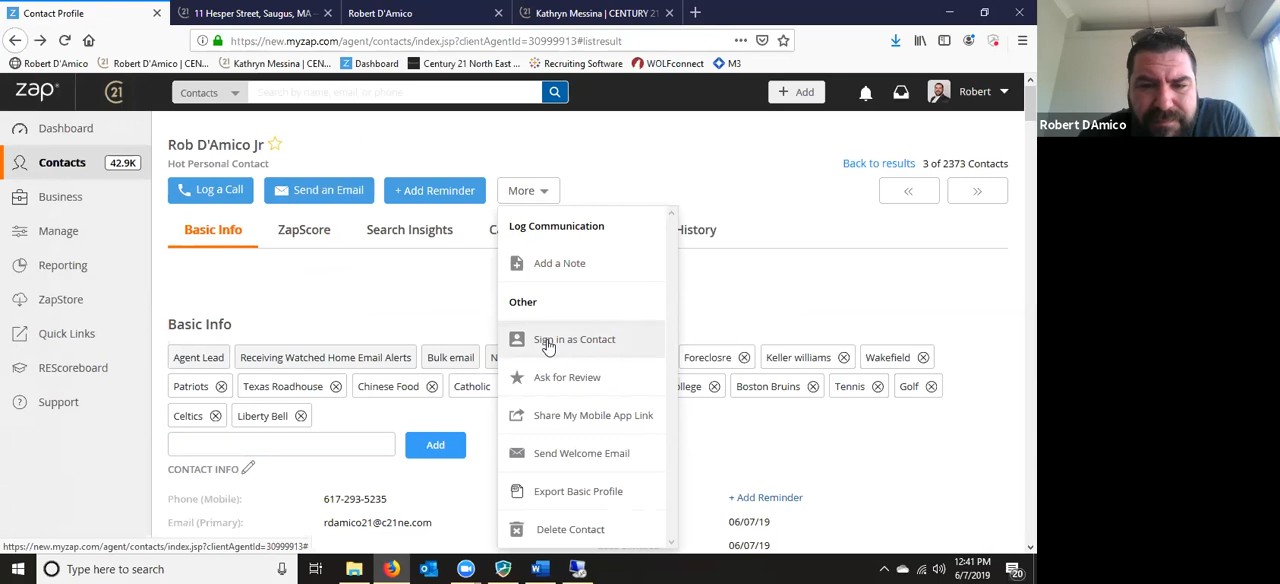 Contact Profile
11 Hesper Street, Saugus, MA -
Robert D'Amico
Kathryn Messina | CENTURY 21
https://new.myzap.com/agent/contacts/index.jsp?clientAgentId=30999913#listresult
Robert D'Amico
Robert D'Amico | CEN...
Kathryn Messina | CEN...
Dashboard
Century 21 North East ...
Recruiting Software
WOLFconnect
M3
zap
C21
Contacts
Search by name, email, or phone
+ Add
Robert
Robert DAmico
Dashboard
Contacts
42.9K
Business
Manage
Reporting
ZapStore
Quick Links
REScoreboard
Support
Rob D'Amico Jr
Hot Personal Contact
Back to results
3 of 2373 Contacts
Log a Call
Send an Email
+ Add Reminder
More
Basic Info
ZapScore
Search Insights
History
Log Communication
Add a Note
Other
Sign in as Contact
Ask for Review
Share My Mobile App Link
Send Welcome Email
Export Basic Profile
Delete Contact
Basic Info
Agent Lead
Receiving Watched Home Email Alerts
Bulk email
Foreclosre
Keller williams
Wakefield
Patriots
Texas Roadhouse
Chinese Food
Catholic
Boston Bruins
Tennis
Golf
Celtics
Liberty Bell
Add
CONTACT INFO
Phone (Mobile):
617-293-5235
+ Add Reminder
Email (Primary):
rdamico21@c21ne.com
06/07/19
06/07/19
https://new.myzap.com/agent/contacts/index.jsp?clientAgentId=30999913#
Type here to search
12:41 PM
6/7/2019
20